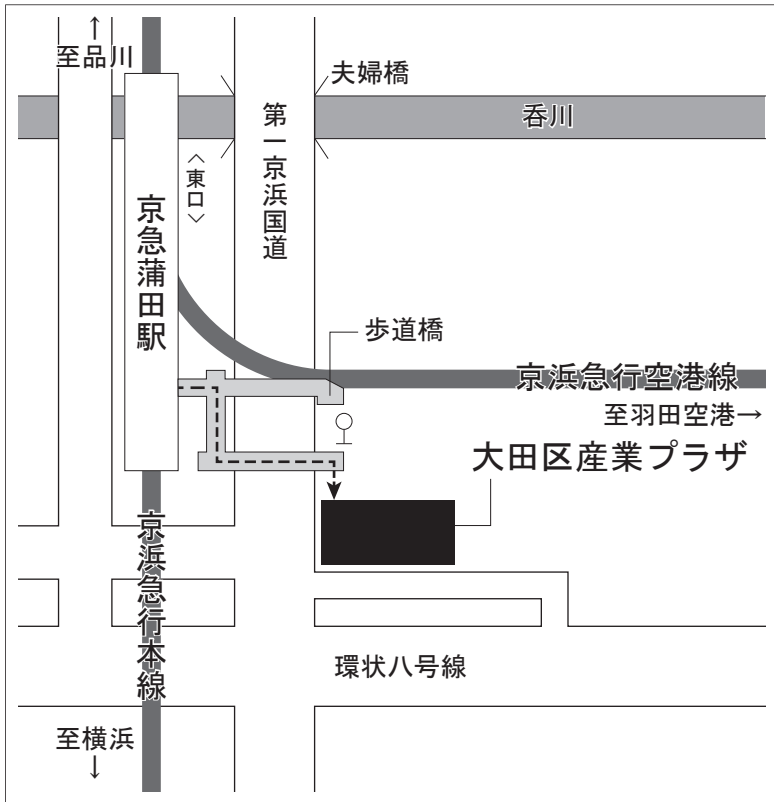 ↑
至品川
夫婦橋
呑川
第一京浜国道
〈東口〉
京急蒲田駅
歩道橋
京浜急行空港線
至羽田空港→
大田区産業プラザ
京浜急行本線
環状八号線
至横浜
↓